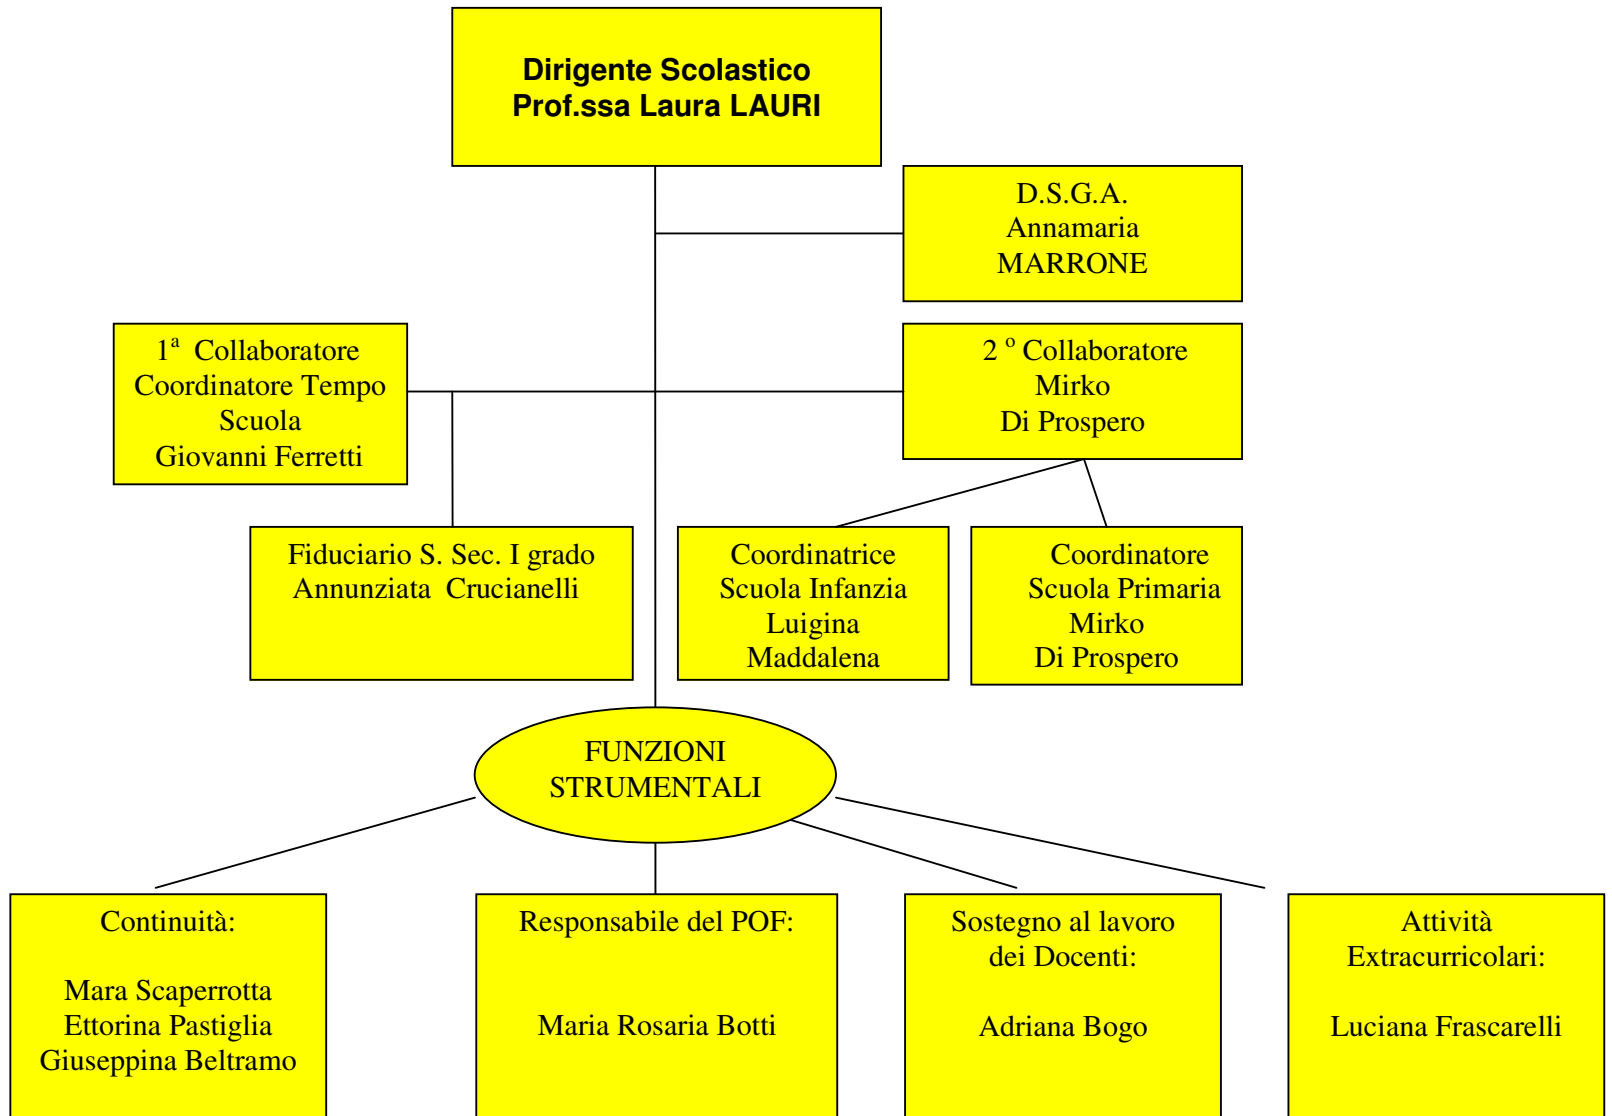 Dirigente Scolastico
Prof.ssa Laura LAURI
D.S.G.A.
Annamaria
MARRONE
1ª Collaboratore
Coordinatore Tempo
Scuola
Giovanni Ferretti
2 º Collaboratore
Mirko
Di Prospero
Fiduciario S. Sec. I grado
Annunziata Crucianelli
Coordinatrice
Scuola Infanzia
Luigina
Maddalena
Coordinatore
Scuola Primaria
Mirko
Di Prospero
FUNZIONI
STRUMENTALI
Continuità:
Mara Scaperrotta
Ettorina Pastiglia
Giuseppina Beltramo
Responsabile del POF:
Maria Rosaria Botti
Sostegno al lavoro
dei Docenti:
Adriana Bogo
Attività
Extracurricolari:
Luciana Frascarelli